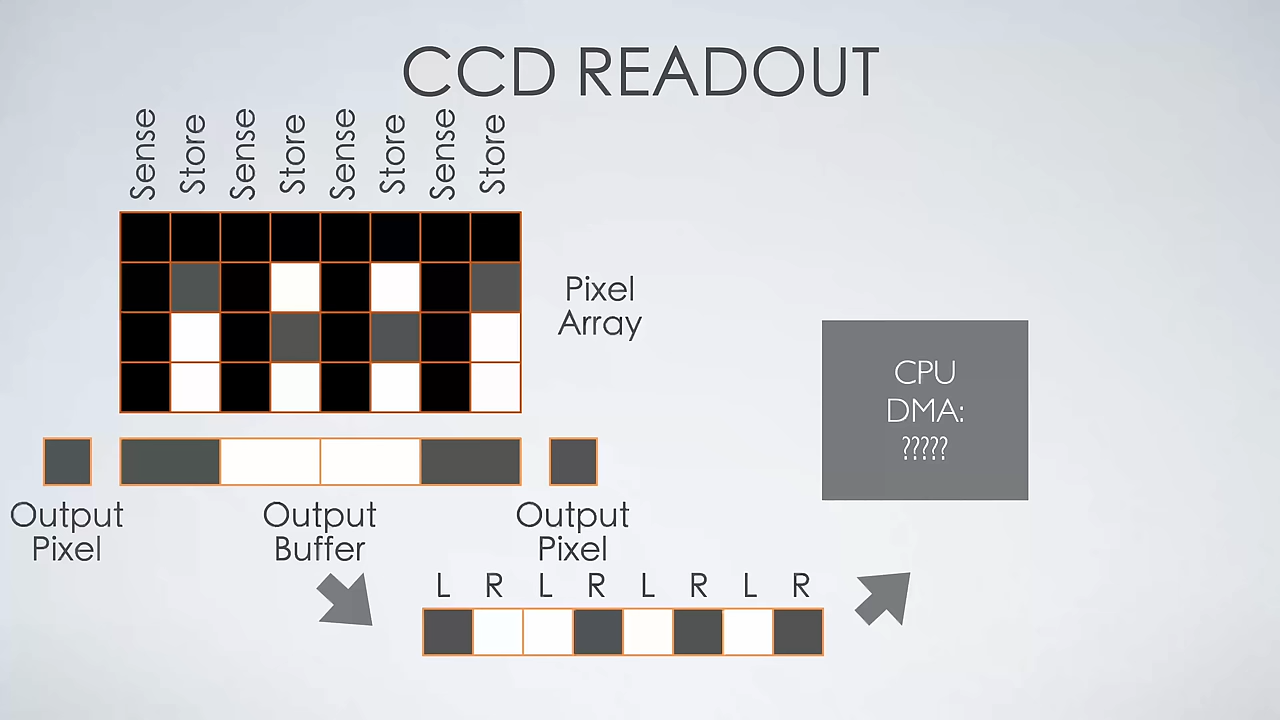 CCD READOUT
Sense Store Sense Store Sense Store Sense Store
Pixel
Array
CPU
DMA:
?????
Output
Pixel
Output
Buffer
Output
Pixel
L R L R L R L R